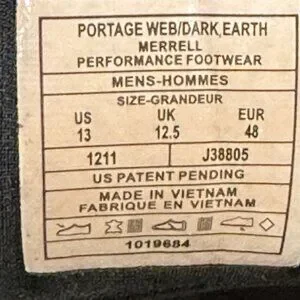 PORTAGE WEB/DARK,EARTH
MERRELL
PERFORMANCE FOOTWEAR
MENS-HOMMES
SIZE-GRANDEUR
US UK EUR
13 12.5 48
1211 J38805
US PATENT PENDING
MADE IN VIETNAM
FABRIQUE EN VIETNAM
1019684